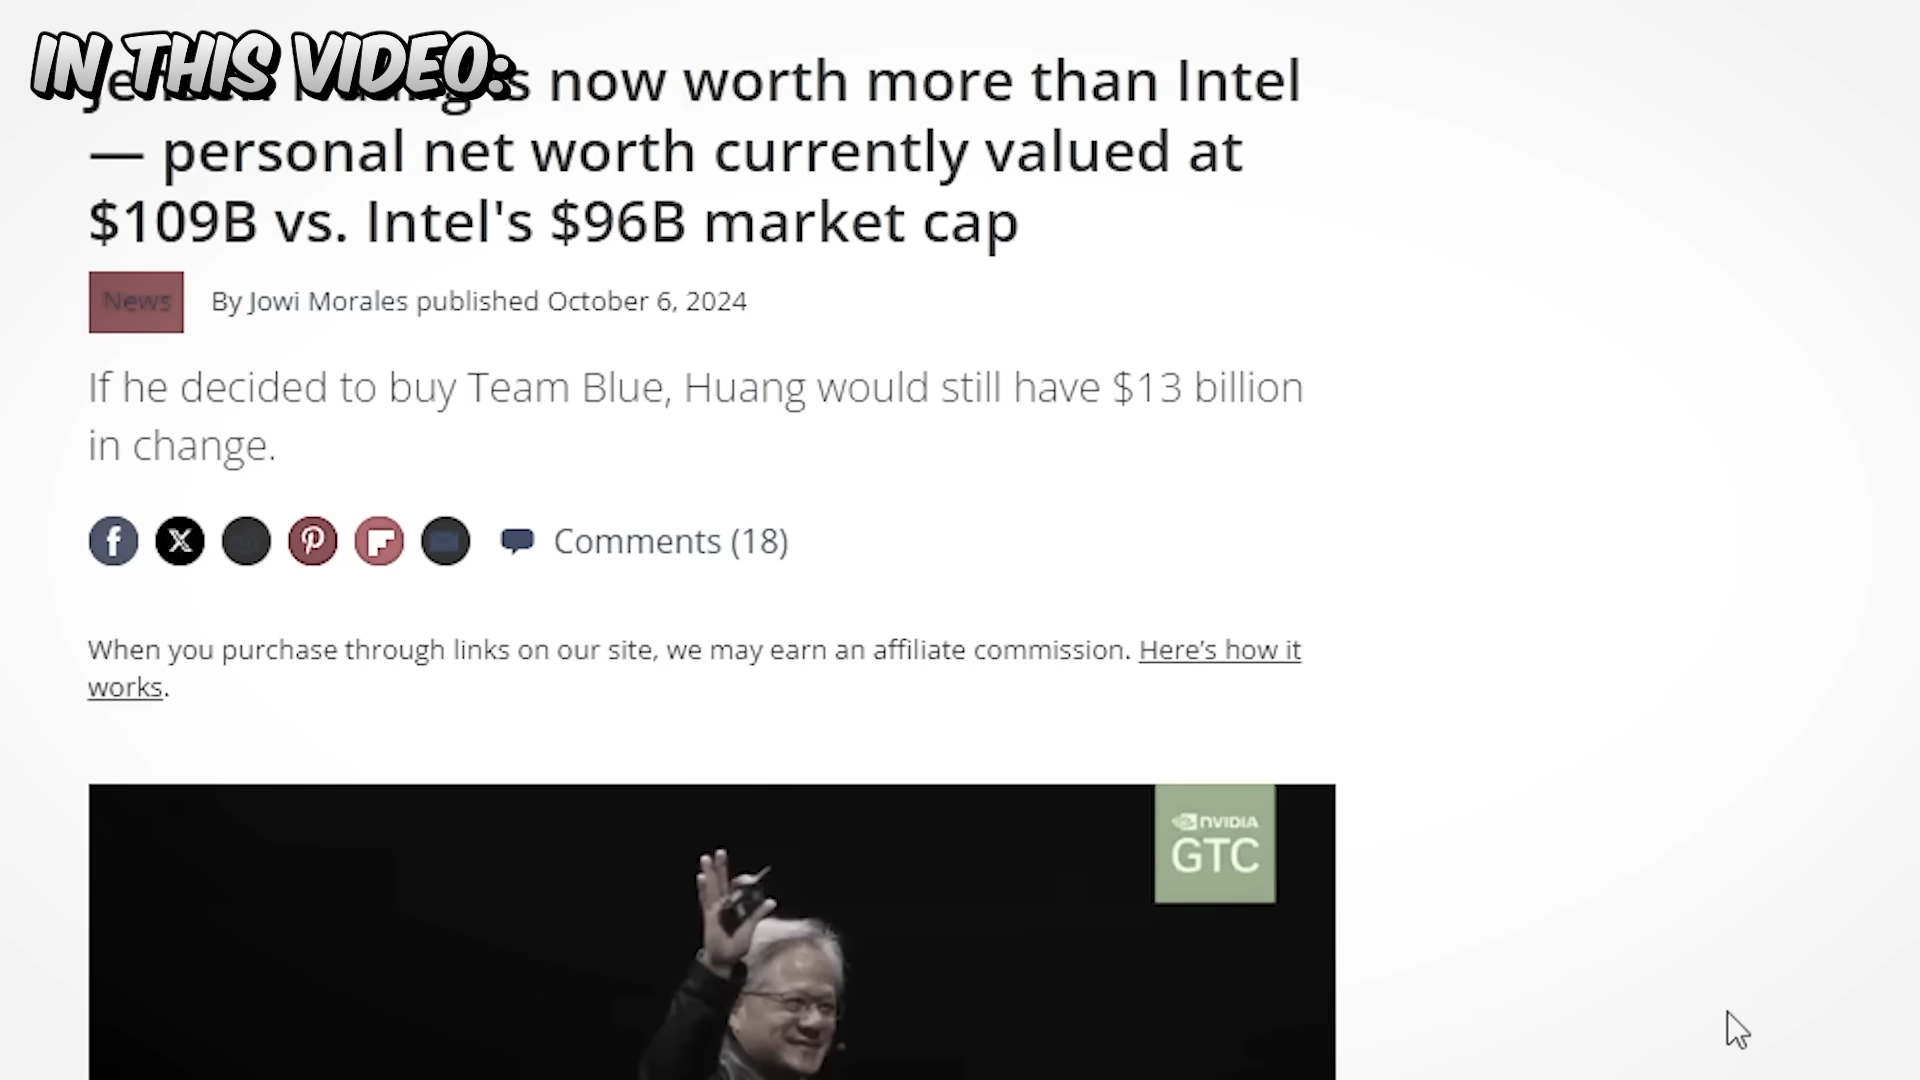 IN THIS VIDEO:
now worth more than Intel
— personal net worth currently valued at
$109B vs. Intel's $96B market cap
News
By Jowi Morales published October 6, 2024
If he decided to buy Team Blue, Huang would still have $13 billion
in change.
Comments (18)
When you purchase through links on our site, we may earn an affiliate commission. Here’s how it
works.
NVIDIA
GTC